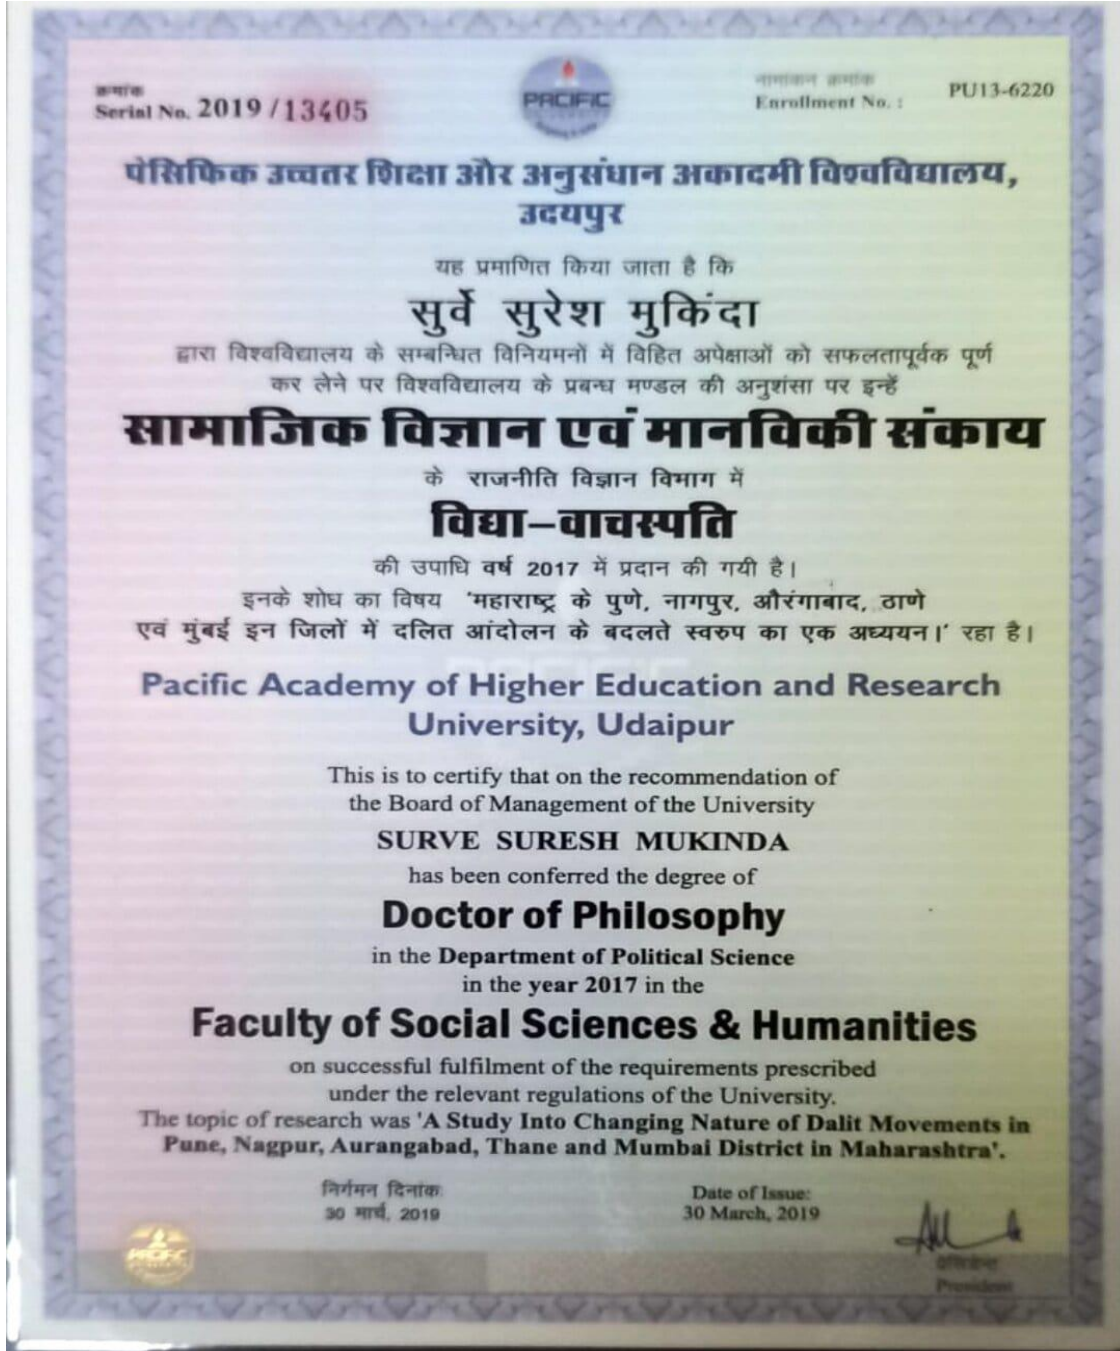 क्रमांक
Serial No. 2019 /13405
PACIFIC
UNIVERSITY
नामांकन क्रमांक
Enrollment No. : PU13-6220
पेसिफिक उच्चतर शिक्षा और अनुसंधान अकादमी विश्वविद्यालय,
उदयपुर
यह प्रमाणित किया जाता है कि
सुर्वे सुरेश मुकिंदा
द्वारा विश्वविद्यालय के सम्बन्धित विनियमनों में विहित अपेक्षाओं को सफलतापूर्वक पूर्ण
कर लेने पर विश्वविद्यालय के प्रबन्ध मण्डल की अनुशंसा पर इन्हें
सामाजिक विज्ञान एवं मानविकी संकाय
के राजनीति विज्ञान विभाग में
विद्या–वाचस्पति
की उपाधि वर्ष 2017 में प्रदान की गयी है।
इनके शोध का विषय 'महाराष्ट्र के पुणे, नागपुर, औरंगाबाद, ठाणे
एवं मुंबई इन जिलों में दलित आंदोलन के बदलते स्वरुप का एक अध्ययन।' रहा है।
Pacific Academy of Higher Education and Research
University, Udaipur
This is to certify that on the recommendation of
the Board of Management of the University
SURVE SURESH MUKINDA
has been conferred the degree of
Doctor of Philosophy
in the Department of Political Science
in the year 2017 in the
Faculty of Social Sciences & Humanities
on successful fulfilment of the requirements prescribed
under the relevant regulations of the University.
The topic of research was 'A Study Into Changing Nature of Dalit Movements in
Pune, Nagpur, Aurangabad, Thane and Mumbai District in Maharashtra'.
निर्गमन दिनांक
30 मार्च, 2019
Date of Issue:
30 March, 2019
PACIFIC
President